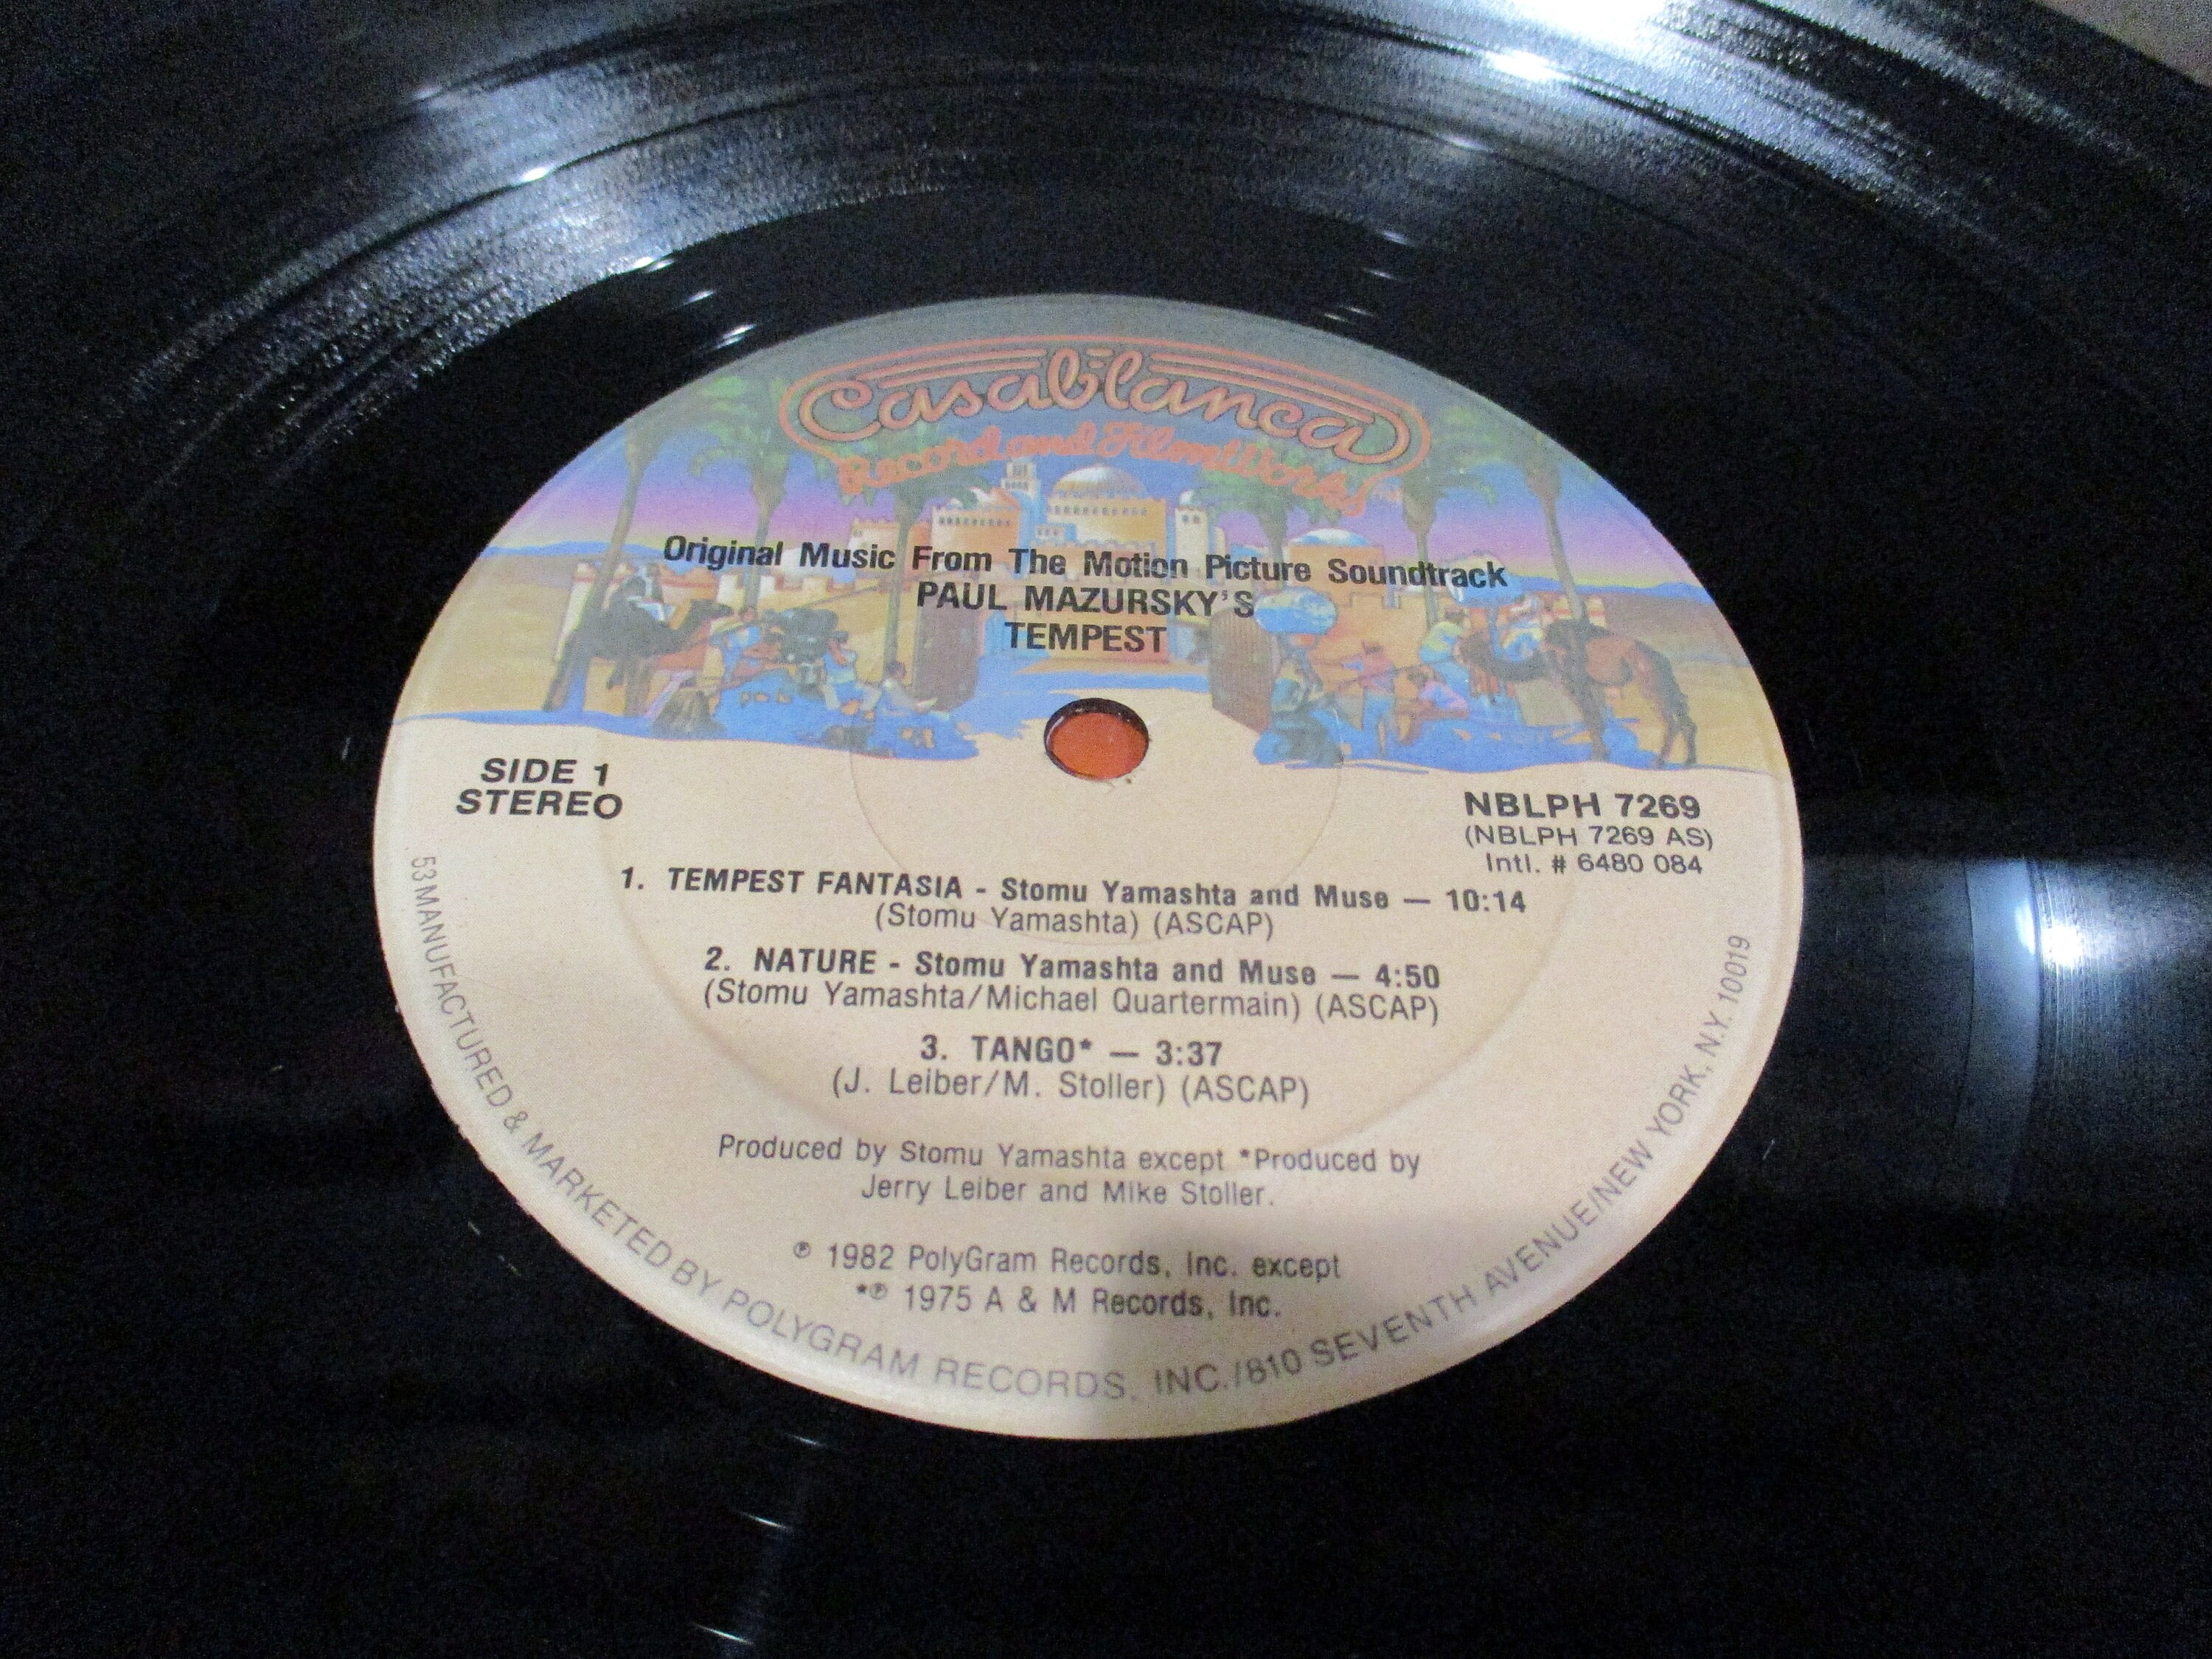 Casablanca
Record and FilmWorks
Original Music From The Motion Picture Soundtrack
PAUL MAZURSKY'S
TEMPEST
SIDE 1
STEREO
NBLPH 7269
(NBLPH 7269 AS)
Intl. # 6480 084
1. TEMPEST FANTASIA - Stomu Yamashta and Muse — 10:14
(Stomu Yamashta) (ASCAP)
2. NATURE - Stomu Yamashta and Muse — 4:50
(Stomu Yamashta/Michael Quartermain) (ASCAP)
3. TANGO* — 3:37
(J. Leiber/M. Stoller) (ASCAP)
Produced by Stomu Yamashta except *Produced by
Jerry Leiber and Mike Stoller.
℗ 1982 PolyGram Records, Inc. except
*℗ 1975 A & M Records, Inc.
53 MANUFACTURED & MARKETED BY POLYGRAM RECORDS, INC./810 SEVENTH AVENUE/NEW YORK, N.Y. 10019